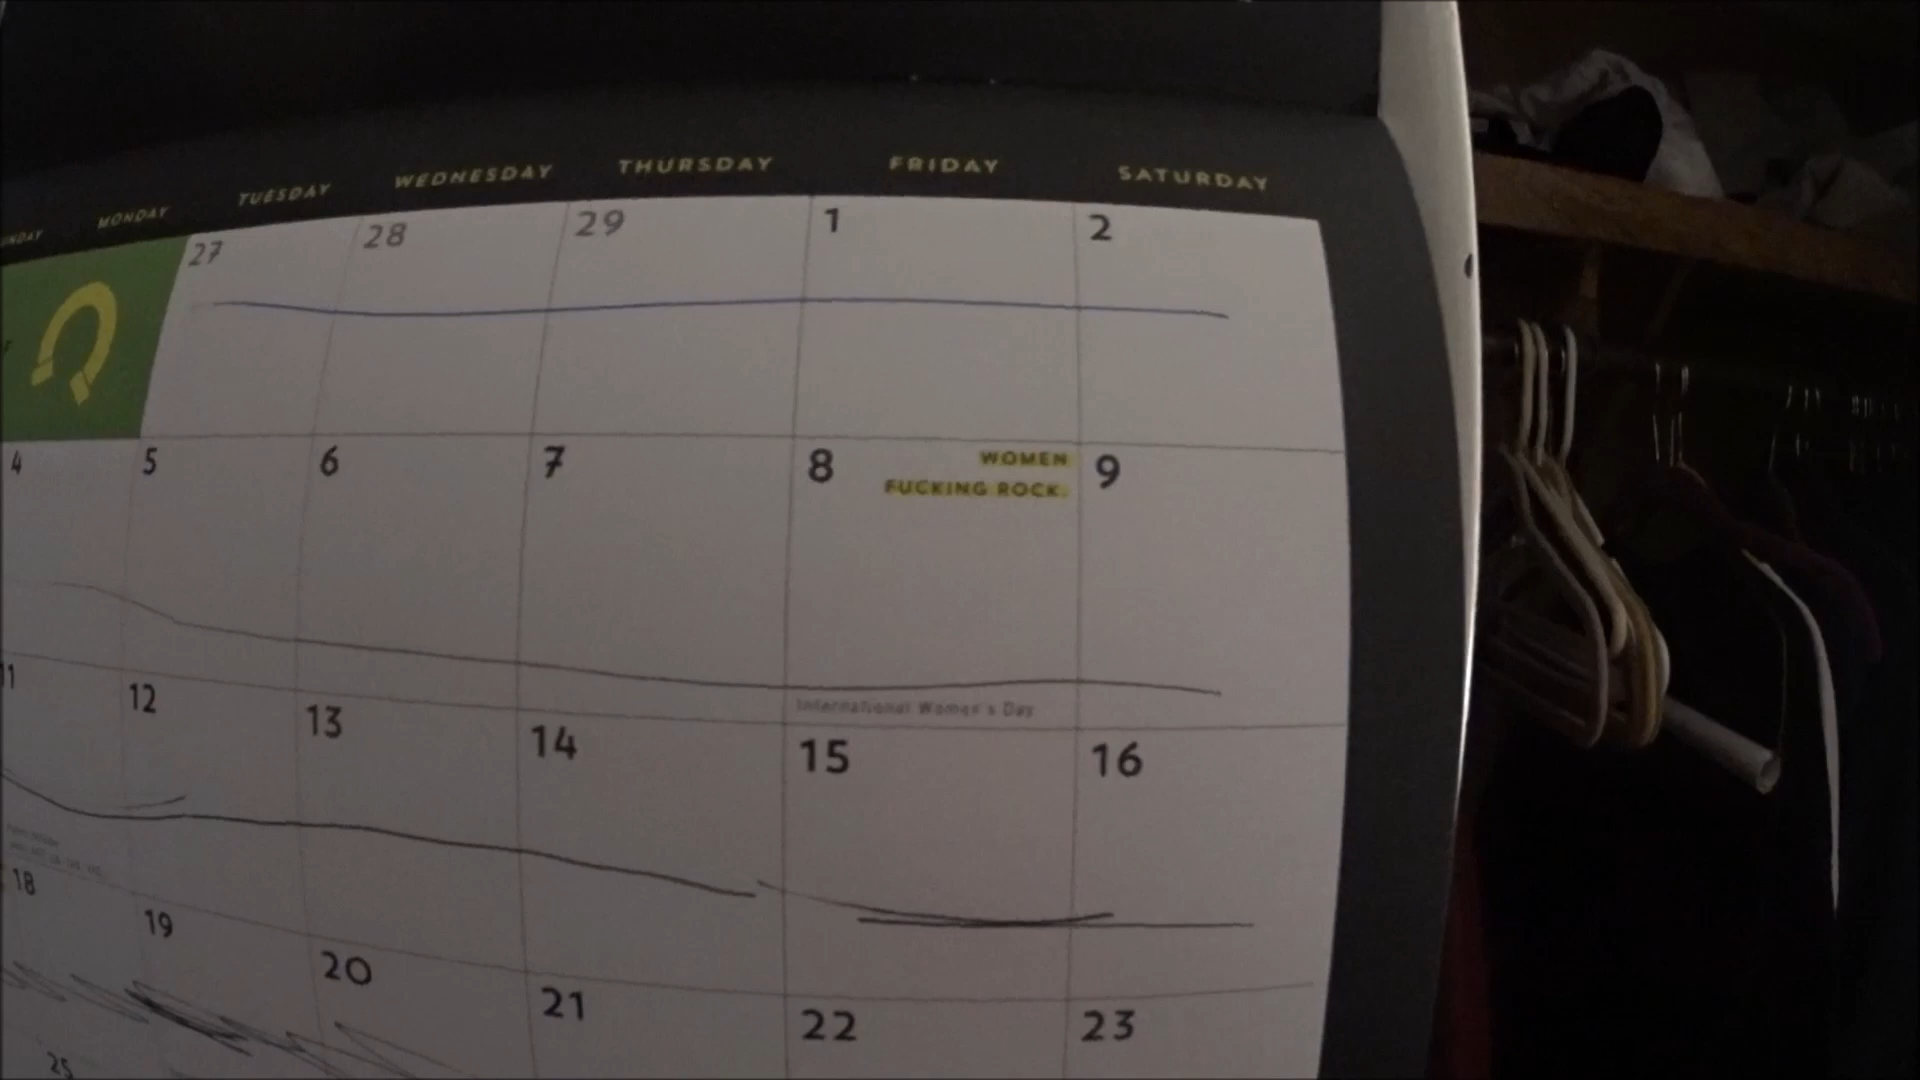 MONDAY TUESDAY WEDNESDAY THURSDAY FRIDAY SATURDAY
27 28 29 1 2
4 5 6 7 8 9
WOMEN
FUCKING ROCK.
International Women's Day
11 12 13 14 15 16
18 19 20 21 22 23
25